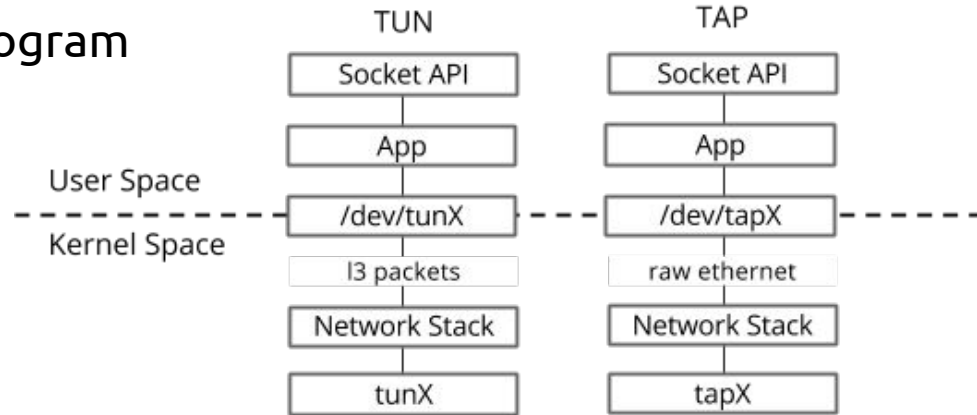 ogram
TUN TAP
Socket API Socket API
App App
User Space
/dev/tunX /dev/tapX
Kernel Space
l3 packets raw ethernet
Network Stack Network Stack
tunX tapX